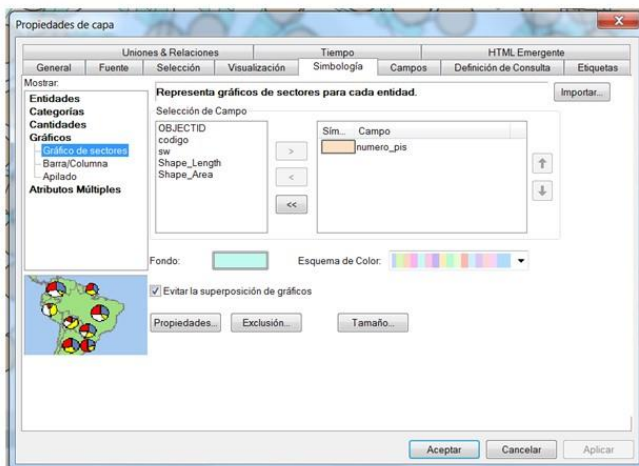 Propiedades de capa
Uniones & Relaciones Tiempo HTML Emergente
General Fuente Selección Visualización Simbología Campos Definición de Consulta Etiquetas
Mostrar:
Entidades
Categorías
Cantidades
Gráficos
Gráfico de sectores
Barra/Columna
Apilado
Atributos Múltiples
Representa gráficos de sectores para cada entidad.
Importar...
Selección de Campo
OBJECTID
codigo
sw
Shape_Length
Shape_Area
>
<
<<
Sím... Campo
numero_pis
Fondo: Esquema de Color:
Evitar la superposición de gráficos
Propiedades... Exclusión... Tamaño...
Aceptar Cancelar Aplicar